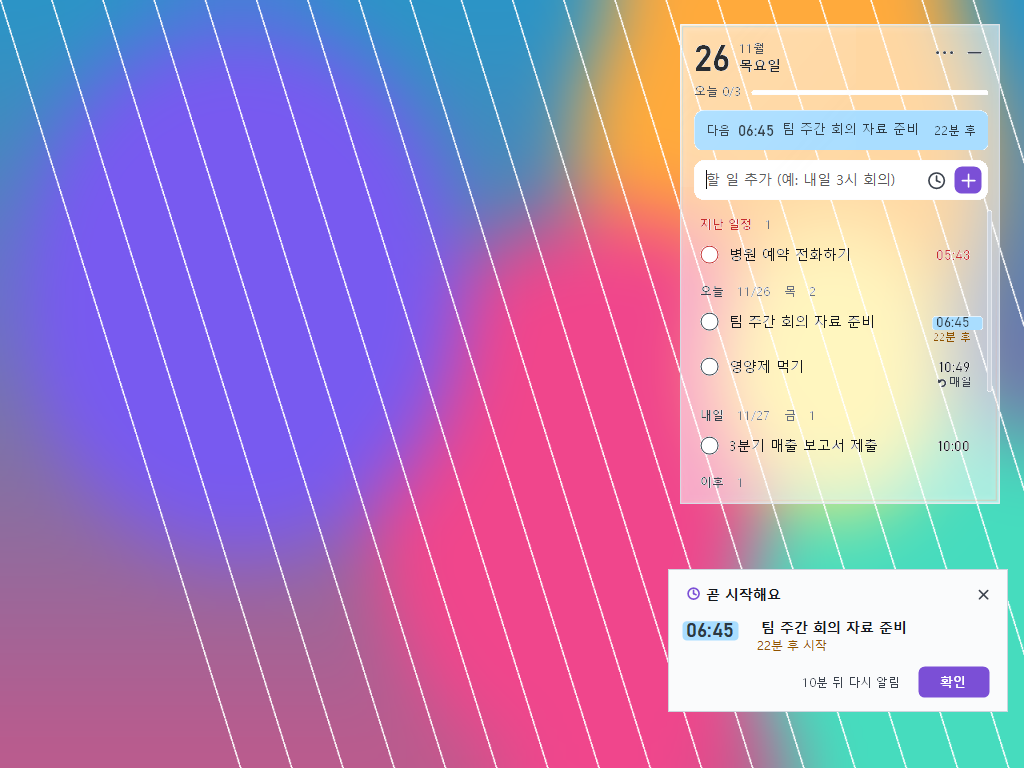 26
11월
목요일
오늘 0/3
다음 06:45 팀 주간 회의 자료 준비 22분 후
할 일 추가 (예: 내일 3시 회의)
지난 일정 1
병원 예약 전화하기 05:43
오늘 11/26 목 2
팀 주간 회의 자료 준비 06:45
22분 후
영양제 먹기 10:49
매일
내일 11/27 금 1
3분기 매출 보고서 제출 10:00
이후 1
곧 시작해요
06:45 팀 주간 회의 자료 준비
22분 후 시작
10분 뒤 다시 알림 확인